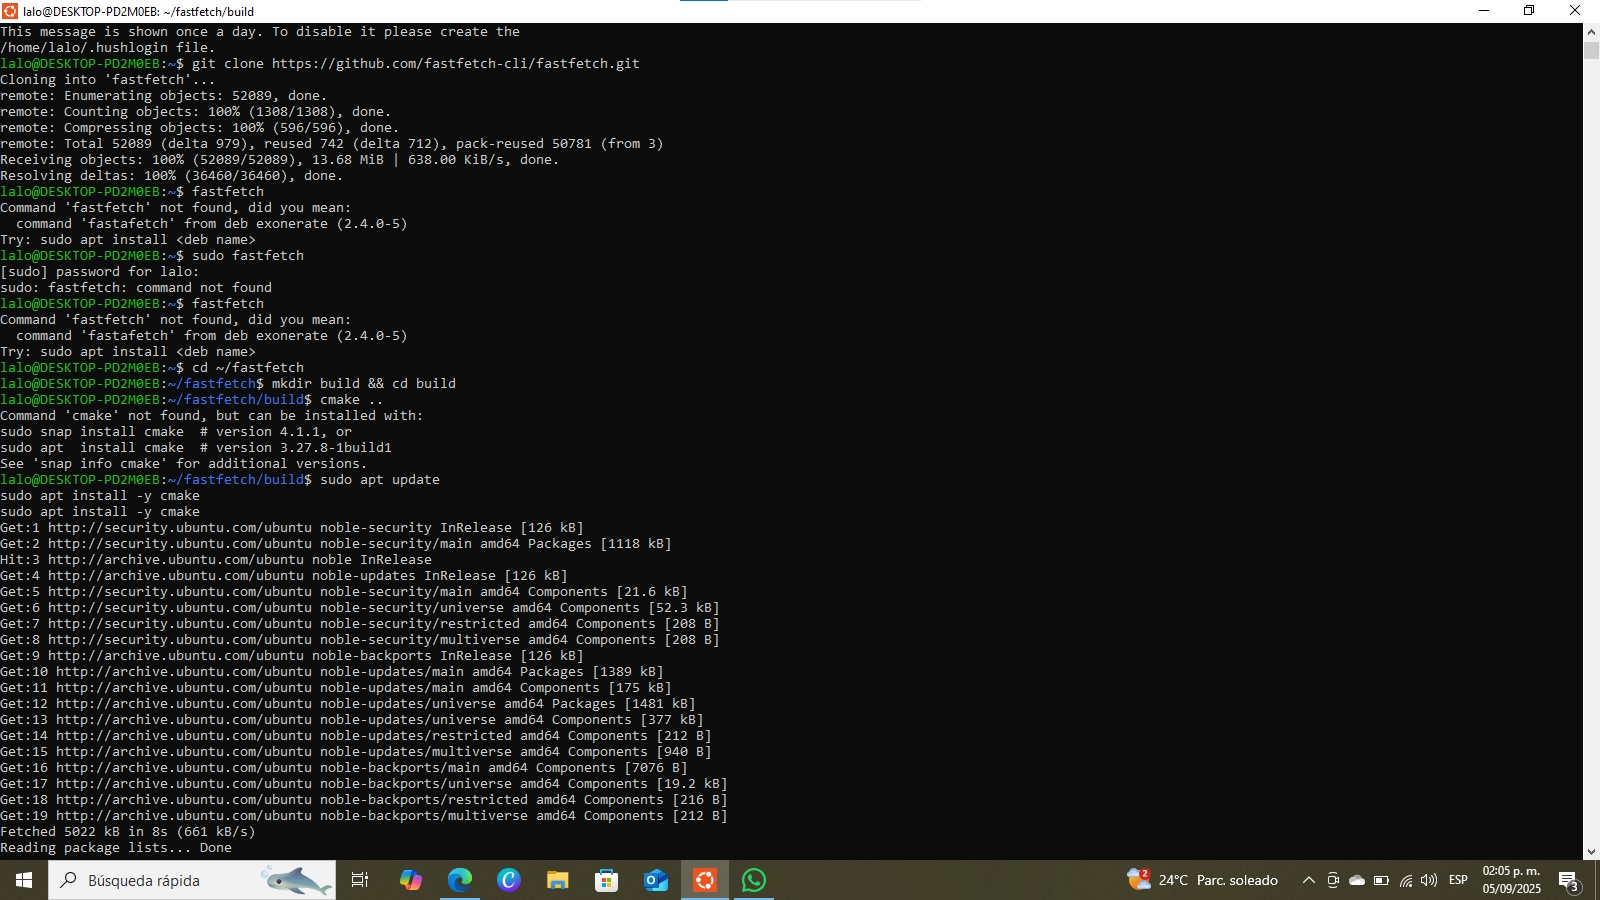 lalo@DESKTOP-PD2M0EB: ~/fastfetch/build
This message is shown once a day. To disable it please create the
/home/lalo/.hushlogin file.
lalo@DESKTOP-PD2M0EB:~$ git clone https://github.com/fastfetch-cli/fastfetch.git
Cloning into 'fastfetch'...
remote: Enumerating objects: 52089, done.
remote: Counting objects: 100% (1308/1308), done.
remote: Compressing objects: 100% (596/596), done.
remote: Total 52089 (delta 979), reused 742 (delta 712), pack-reused 50781 (from 3)
Receiving objects: 100% (52089/52089), 13.68 MiB | 638.00 KiB/s, done.
Resolving deltas: 100% (36460/36460), done.
lalo@DESKTOP-PD2M0EB:~$ fastfetch
Command 'fastfetch' not found, did you mean:
  command 'fastafetch' from deb exonerate (2.4.0-5)
Try: sudo apt install <deb name>
lalo@DESKTOP-PD2M0EB:~$ sudo fastfetch
[sudo] password for lalo:
sudo: fastfetch: command not found
lalo@DESKTOP-PD2M0EB:~$ fastfetch
Command 'fastfetch' not found, did you mean:
  command 'fastafetch' from deb exonerate (2.4.0-5)
Try: sudo apt install <deb name>
lalo@DESKTOP-PD2M0EB:~$ cd ~/fastfetch
lalo@DESKTOP-PD2M0EB:~/fastfetch$ mkdir build && cd build
lalo@DESKTOP-PD2M0EB:~/fastfetch/build$ cmake ..
Command 'cmake' not found, but can be installed with:
sudo snap install cmake  # version 4.1.1, or
sudo apt  install cmake  # version 3.27.8-1build1
See 'snap info cmake' for additional versions.
lalo@DESKTOP-PD2M0EB:~/fastfetch/build$ sudo apt update
sudo apt install -y cmake
sudo apt install -y cmake
Get:1 http://security.ubuntu.com/ubuntu noble-security InRelease [126 kB]
Get:2 http://security.ubuntu.com/ubuntu noble-security/main amd64 Packages [1118 kB]
Hit:3 http://archive.ubuntu.com/ubuntu noble InRelease
Get:4 http://archive.ubuntu.com/ubuntu noble-updates InRelease [126 kB]
Get:5 http://security.ubuntu.com/ubuntu noble-security/main amd64 Components [21.6 kB]
Get:6 http://security.ubuntu.com/ubuntu noble-security/universe amd64 Components [52.3 kB]
Get:7 http://security.ubuntu.com/ubuntu noble-security/restricted amd64 Components [208 B]
Get:8 http://security.ubuntu.com/ubuntu noble-security/multiverse amd64 Components [208 B]
Get:9 http://archive.ubuntu.com/ubuntu noble-backports InRelease [126 kB]
Get:10 http://archive.ubuntu.com/ubuntu noble-updates/main amd64 Packages [1389 kB]
Get:11 http://archive.ubuntu.com/ubuntu noble-updates/main amd64 Components [175 kB]
Get:12 http://archive.ubuntu.com/ubuntu noble-updates/universe amd64 Packages [1481 kB]
Get:13 http://archive.ubuntu.com/ubuntu noble-updates/universe amd64 Components [377 kB]
Get:14 http://archive.ubuntu.com/ubuntu noble-updates/restricted amd64 Components [212 B]
Get:15 http://archive.ubuntu.com/ubuntu noble-updates/multiverse amd64 Components [940 B]
Get:16 http://archive.ubuntu.com/ubuntu noble-backports/main amd64 Components [7076 B]
Get:17 http://archive.ubuntu.com/ubuntu noble-backports/universe amd64 Components [19.2 kB]
Get:18 http://archive.ubuntu.com/ubuntu noble-backports/restricted amd64 Components [216 B]
Get:19 http://archive.ubuntu.com/ubuntu noble-backports/multiverse amd64 Components [212 B]
Fetched 5022 kB in 8s (661 kB/s)
Reading package lists... Done
Búsqueda rápida
2
24°C Parc. soleado
ESP
02:05 p. m.
05/09/2025
3